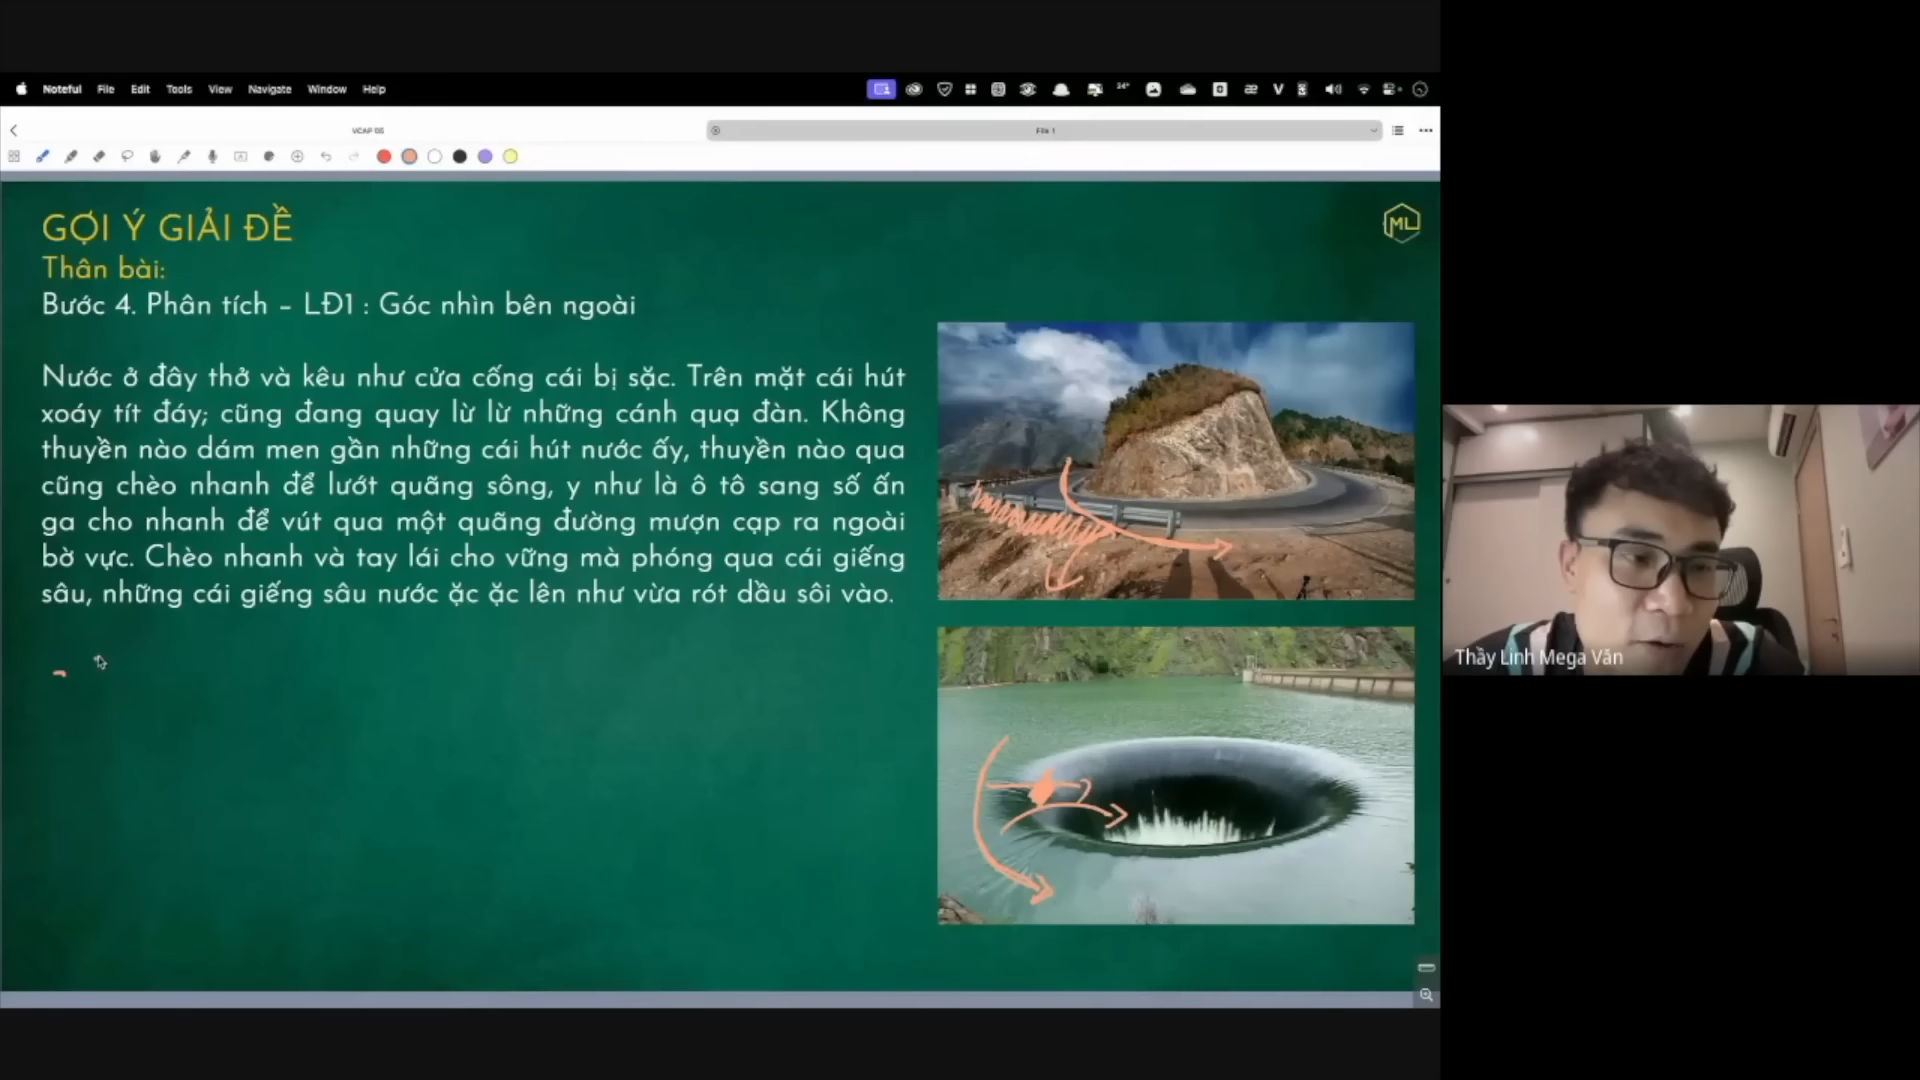 Noteful File Edit Tools View Navigate Window Help
34°
VCAP 05
File 1
GỢI Ý GIẢI ĐỀ
ML
Thân bài:
Bước 4. Phân tích – LĐ1 : Góc nhìn bên ngoài
Nước ở đây thở và kêu như cửa cống cái bị sặc. Trên mặt cái hút
xoáy tít đáy; cũng đang quay lừ lừ những cánh quạ đàn. Không
thuyền nào dám men gần những cái hút nước ấy, thuyền nào qua
cũng chèo nhanh để lướt quãng sông, y như là ô tô sang số ấn
ga cho nhanh để vút qua một quãng đường mượn cạp ra ngoài
bờ vực. Chèo nhanh và tay lái cho vững mà phóng qua cái giếng
sâu, những cái giếng sâu nước ặc ặc lên như vừa rót dầu sôi vào.
Thầy Linh Mega Văn